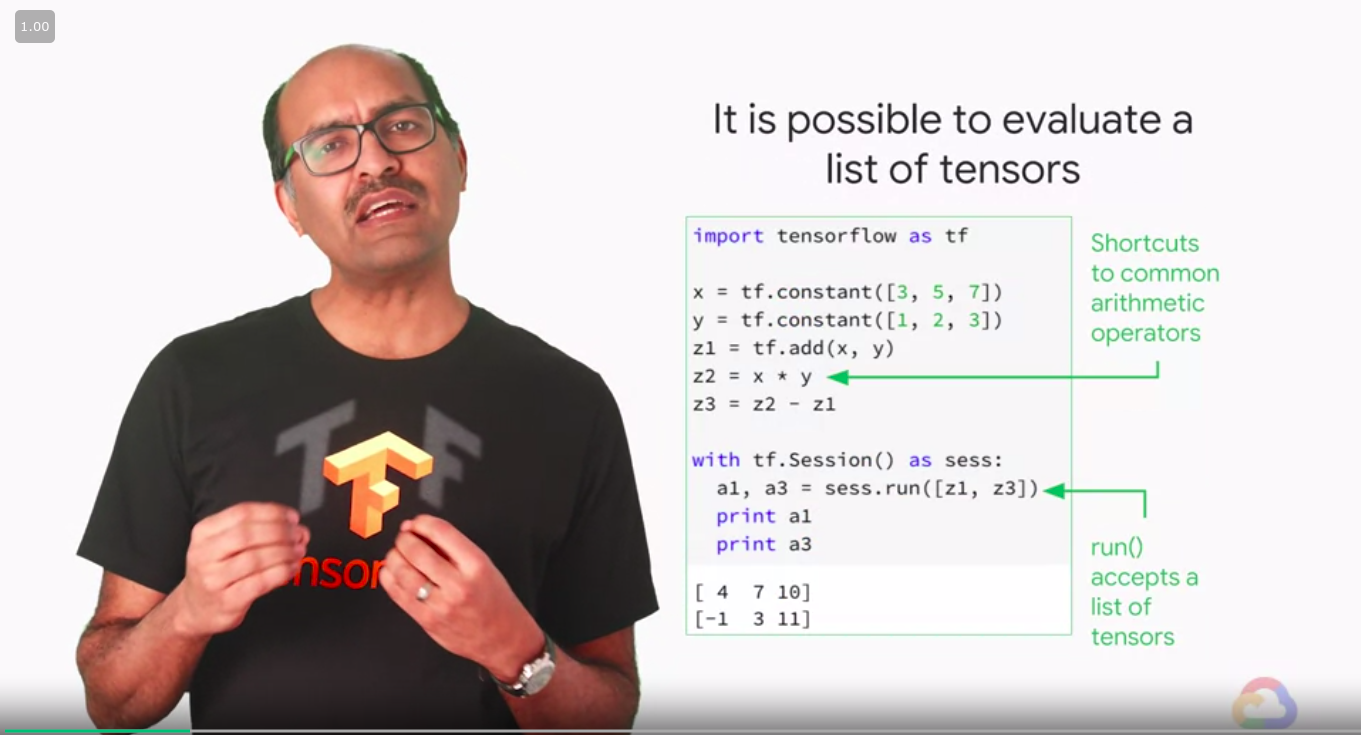 1.00
It is possible to evaluate a
list of tensors
import tensorflow as tf
x = tf.constant([3, 5, 7])
y = tf.constant([1, 2, 3])
z1 = tf.add(x, y)
z2 = x * y
z3 = z2 - z1
with tf.Session() as sess:
  a1, a3 = sess.run([z1, z3])
  print a1
  print a3
[ 4  7 10]
[-1  3 11]
Shortcuts
to common
arithmetic
operators
run()
accepts a
list of
tensors
TF
nsor